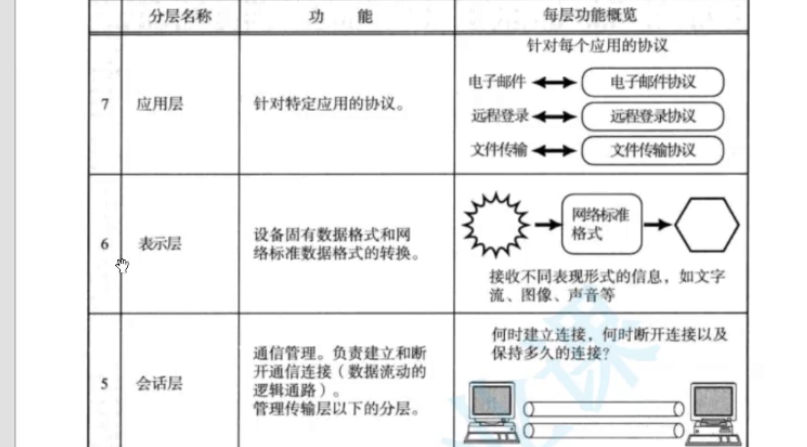 分层名称 功 能 每层功能概览
针对每个应用的协议
7 应用层 针对特定应用的协议。
电子邮件 电子邮件协议
远程登录 远程登录协议
文件传输 文件传输协议
6 表示层
设备固有数据格式和网
络标准数据格式的转换。
网络标准
格式
接收不同表现形式的信息，如文字
流、图像、声音等
5 会话层
通信管理。负责建立和断
开通信连接（数据流动的
逻辑通路）。
管理传输层以下的分层。
何时建立连接，何时断开连接以及
保持多久的连接？